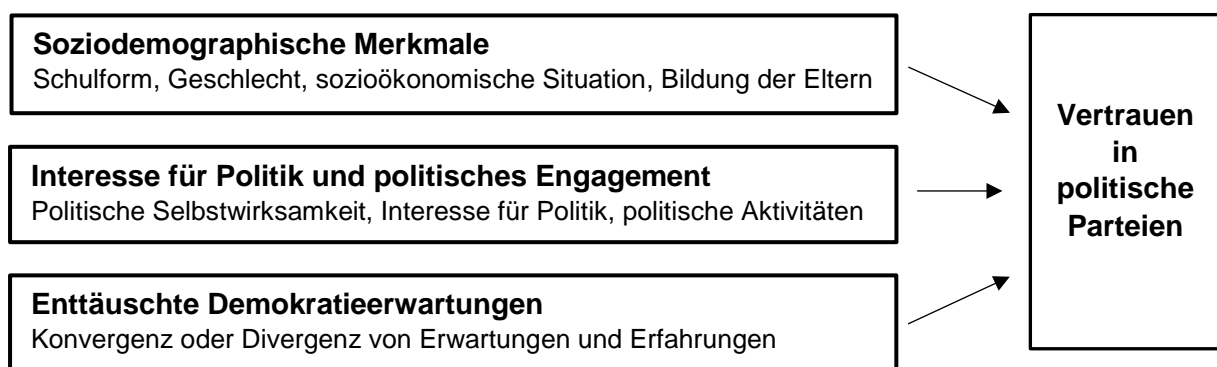 Soziodemographische Merkmale
Schulform, Geschlecht, sozioökonomische Situation, Bildung der Eltern
Interesse für Politik und politisches Engagement
Politische Selbstwirksamkeit, Interesse für Politik, politische Aktivitäten
Enttäuschte Demokratieerwartungen
Konvergenz oder Divergenz von Erwartungen und Erfahrungen
Vertrauen
in
politische
Parteien